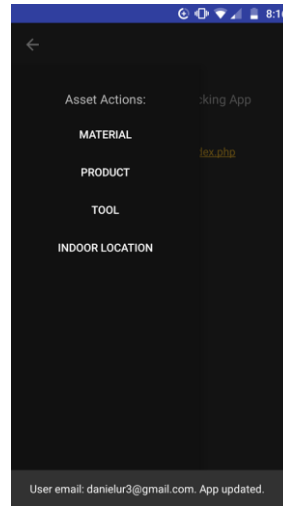 8:16
Asset Actions:
king App
MATERIAL
lex.php
PRODUCT
TOOL
INDOOR LOCATION
User email: danielur3@gmail.com. App updated.